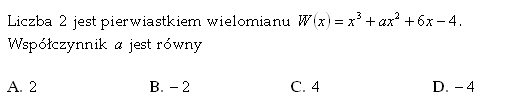 Liczba 2 jest pierwiastkiem wielomianu W(x) = x³ + ax² + 6x − 4.
Współczynnik a jest równy
A. 2 B. − 2 C. 4 D. − 4